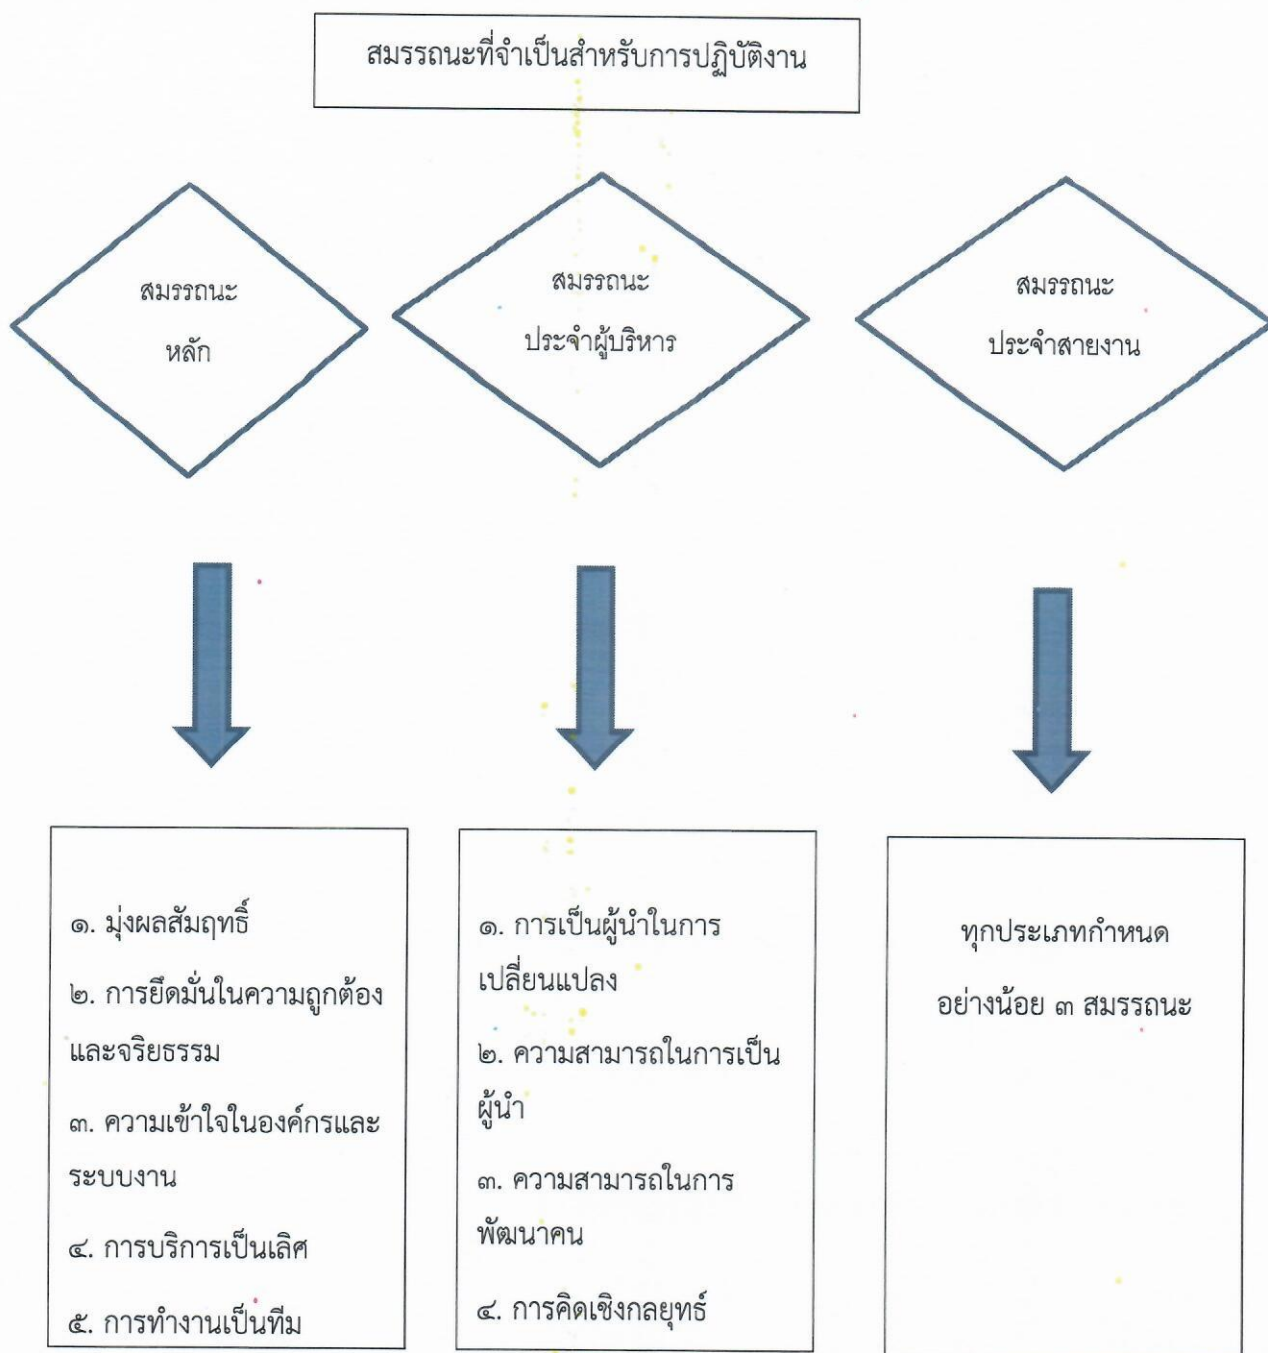 สมรรถนะที่จำเป็นสำหรับการปฏิบัติงาน
สมรรถนะ
หลัก
สมรรถนะ
ประจำผู้บริหาร
สมรรถนะ
ประจำสายงาน
๑. มุ่งผลสัมฤทธิ์
๒. การยึดมั่นในความถูกต้อง
และจริยธรรม
๓. ความเข้าใจในองค์กรและ
ระบบงาน
๔. การบริการเป็นเลิศ
๕. การทำงานเป็นทีม
๑. การเป็นผู้นำในการ
เปลี่ยนแปลง
๒. ความสามารถในการเป็น
ผู้นำ
๓. ความสามารถในการ
พัฒนาคน
๔. การคิดเชิงกลยุทธ์
ทุกประเภทกำหนด
อย่างน้อย ๓ สมรรถนะ